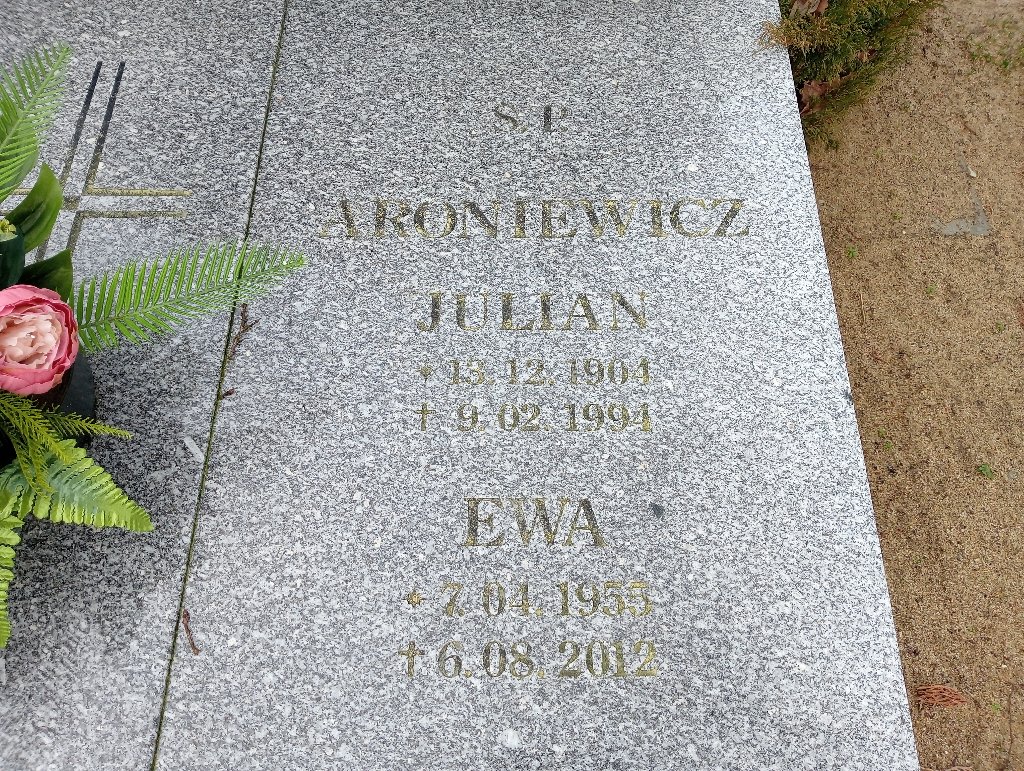 Ś.P.
ARONIEWICZ
JULIAN
* 13.12.1904
† 9.02.1994
EWA
* 7.04.1955
† 6.08.2012